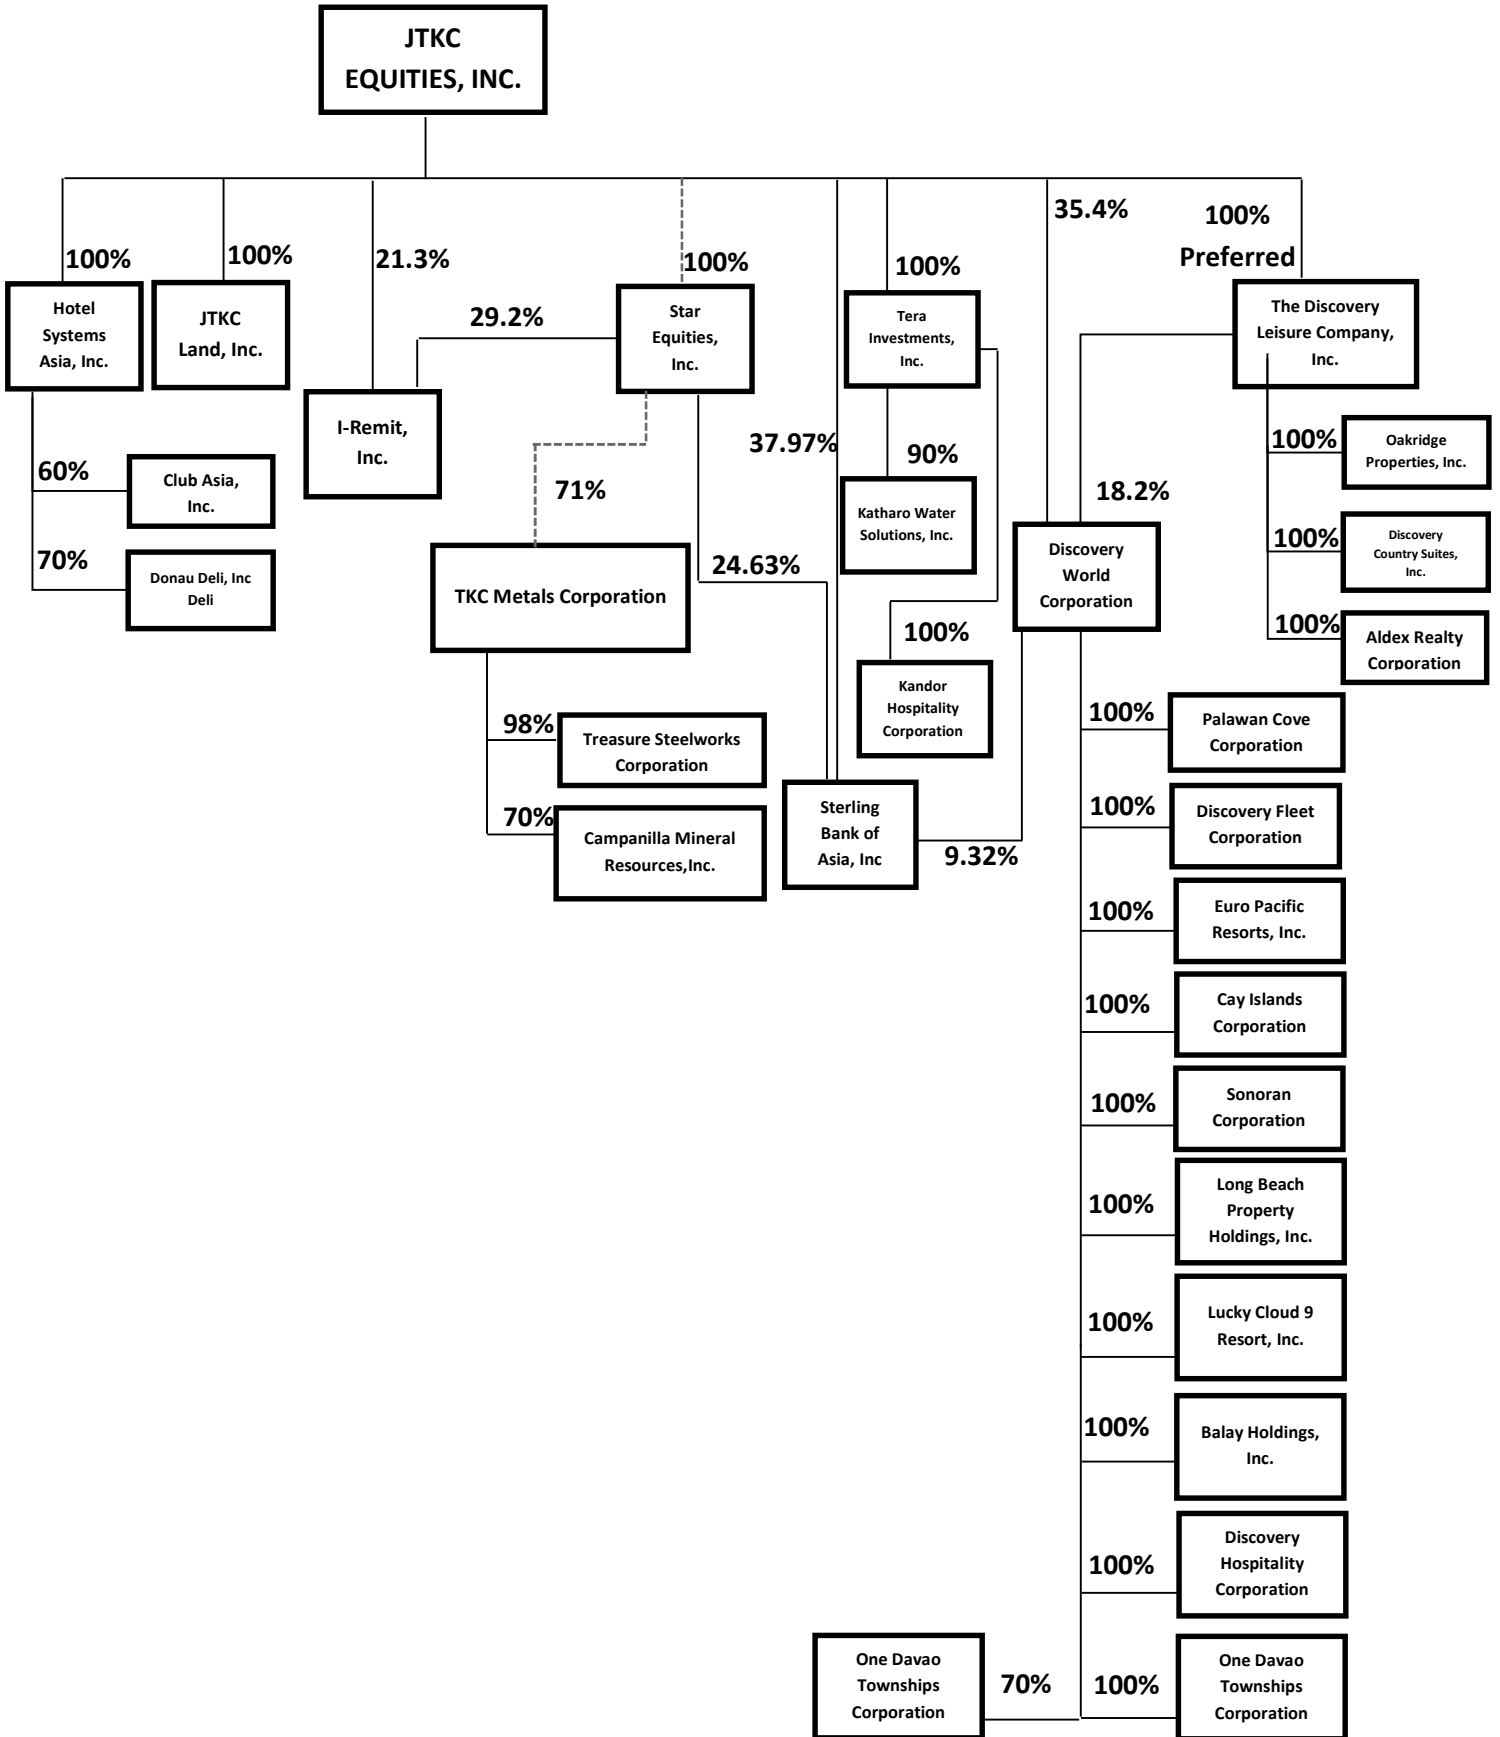 JTKC
EQUITIES, INC.
35.4%
100%
Preferred
100%
100%
21.3%
100%
100%
Hotel
Systems
Asia, Inc.
JTKC
Land, Inc.
29.2%
Star
Equities,
Inc.
Tera
Investments,
Inc.
The Discovery
Leisure Company,
Inc.
I-Remit,
Inc.
37.97%
90%
100%
Oakridge
Properties, Inc.
60%
Club Asia,
Inc.
71%
18.2%
Katharo Water
Solutions, Inc.
100%
Discovery
Country Suites,
Inc.
70%
Donau Deli, Inc
Deli
TKC Metals Corporation
24.63%
Discovery
World
Corporation
100%
100%
Aldex Realty
Corporation
Kandor
Hospitality
Corporation
98%
Treasure Steelworks
Corporation
100%
Palawan Cove
Corporation
70%
Campanilla Mineral
Resources,Inc.
Sterling
Bank of
Asia, Inc
9.32%
100%
Discovery Fleet
Corporation
100%
Euro Pacific
Resorts, Inc.
100%
Cay Islands
Corporation
100%
Sonoran
Corporation
100%
Long Beach
Property
Holdings, Inc.
100%
Lucky Cloud 9
Resort, Inc.
100%
Balay Holdings,
Inc.
100%
Discovery
Hospitality
Corporation
One Davao
Townships
Corporation
70%
100%
One Davao
Townships
Corporation